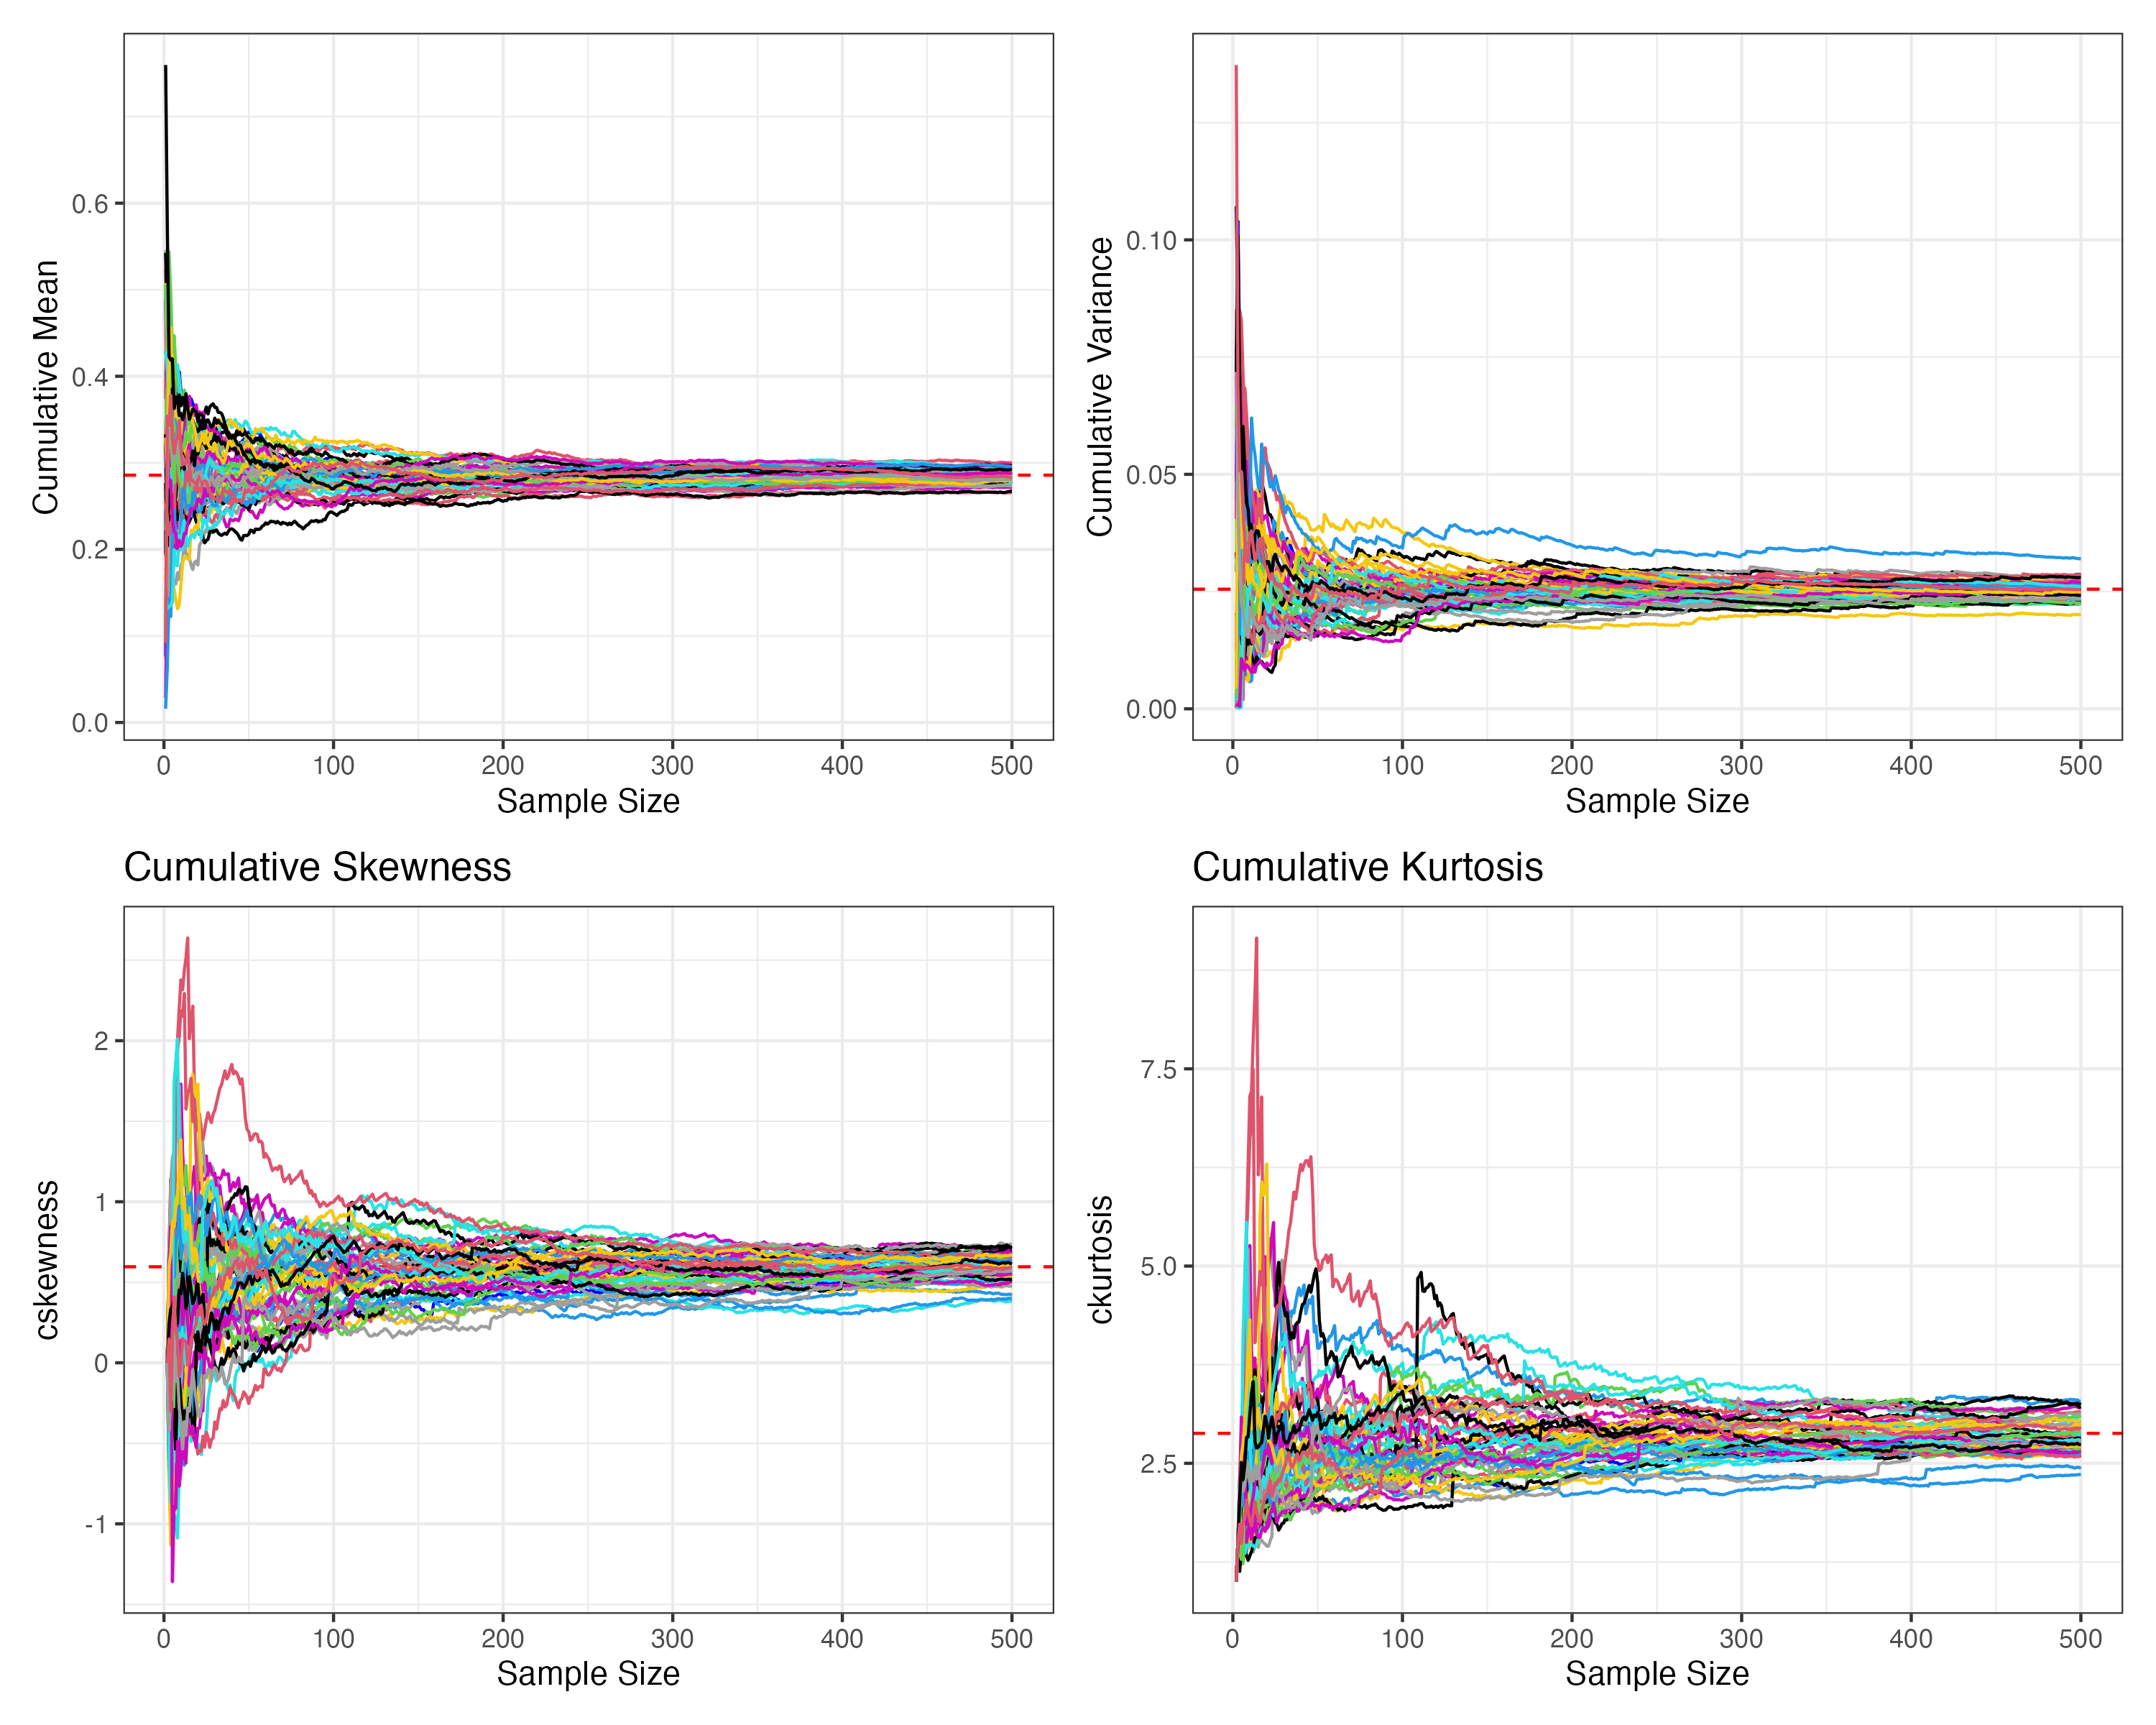 Cumulative Mean
0.6
0.4
0.2
0.0
0 100 200 300 400 500
Sample Size
Cumulative Variance
0.10
0.05
0.00
0 100 200 300 400 500
Sample Size
Cumulative Skewness
cskewness
2
1
0
-1
0 100 200 300 400 500
Sample Size
Cumulative Kurtosis
ckurtosis
7.5
5.0
2.5
0 100 200 300 400 500
Sample Size